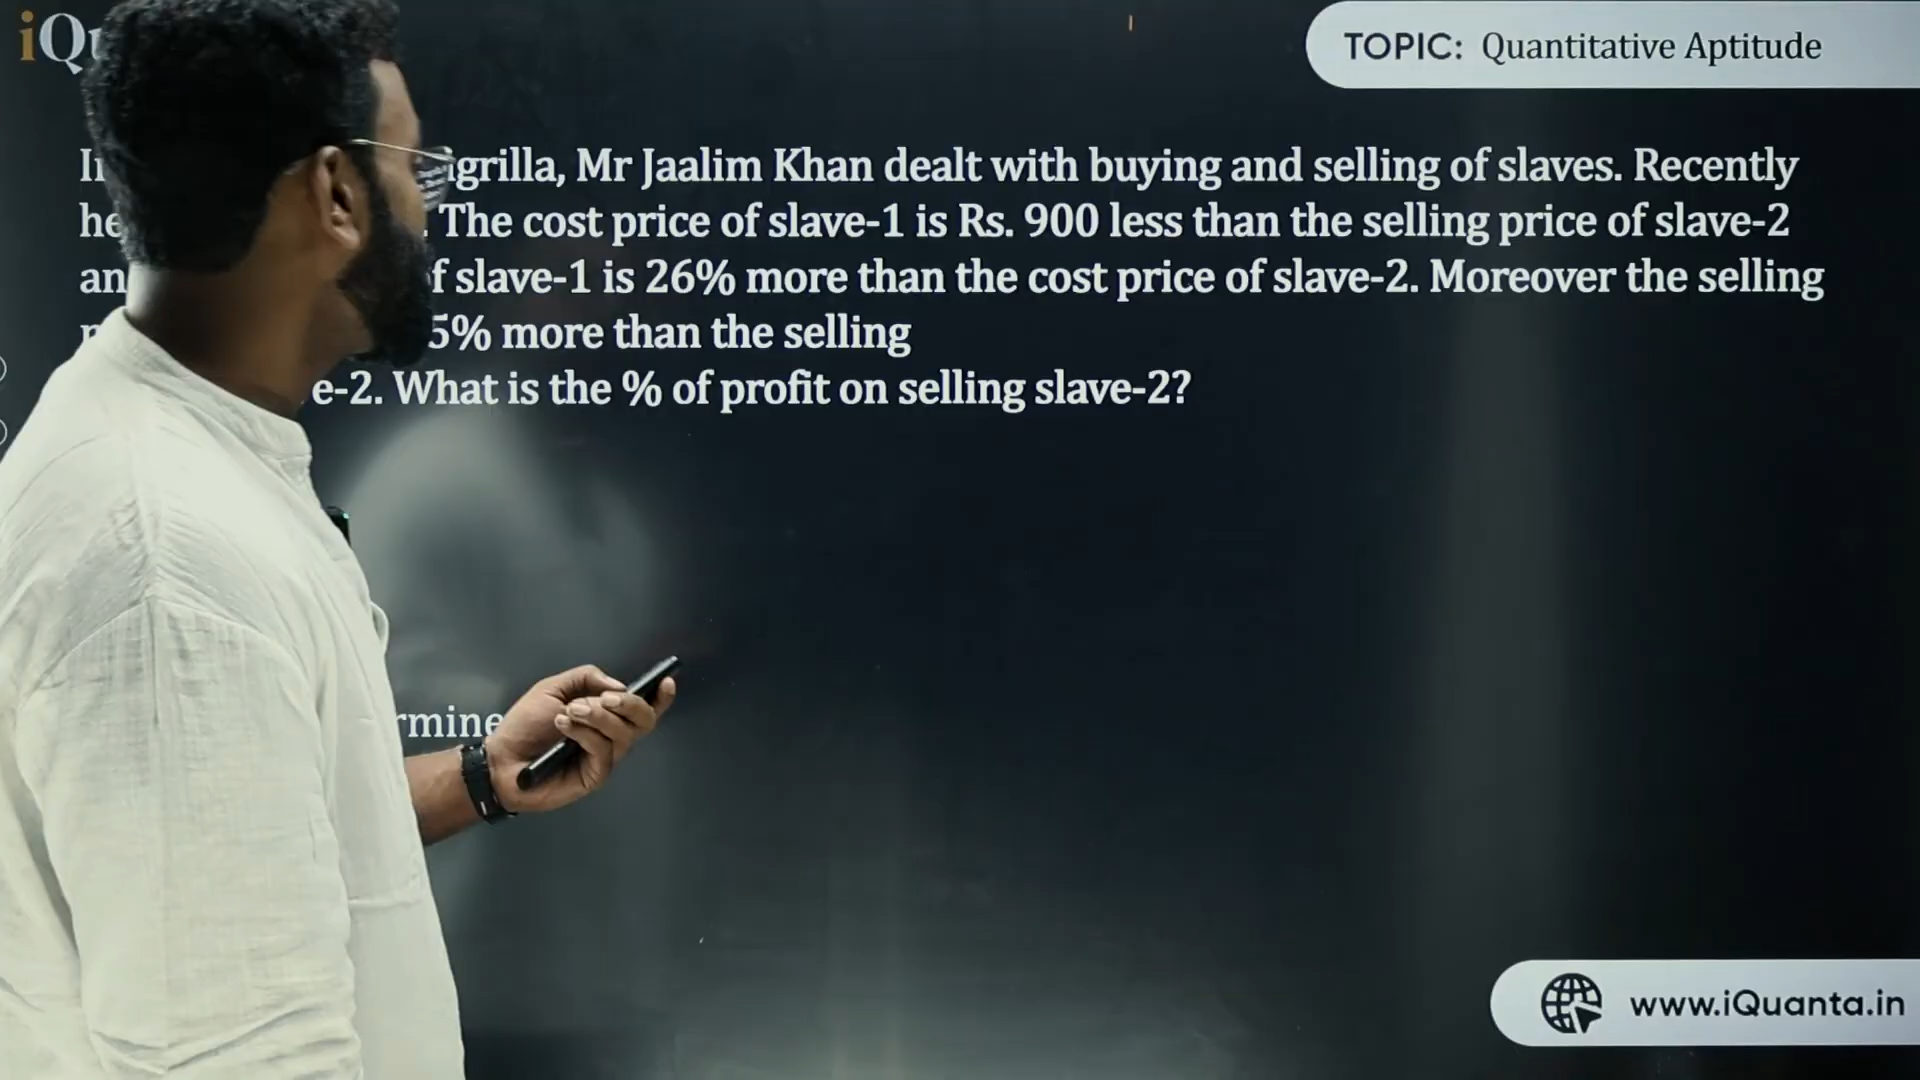 iQu
TOPIC: Quantitative Aptitude
igrilla, Mr Jaalim Khan dealt with buying and selling of slaves. Recently
he . The cost price of slave-1 is Rs. 900 less than the selling price of slave-2
an f slave-1 is 26% more than the cost price of slave-2. Moreover the selling
5% more than the selling
e-2. What is the % of profit on selling slave-2?
rmine
www.iQuanta.in